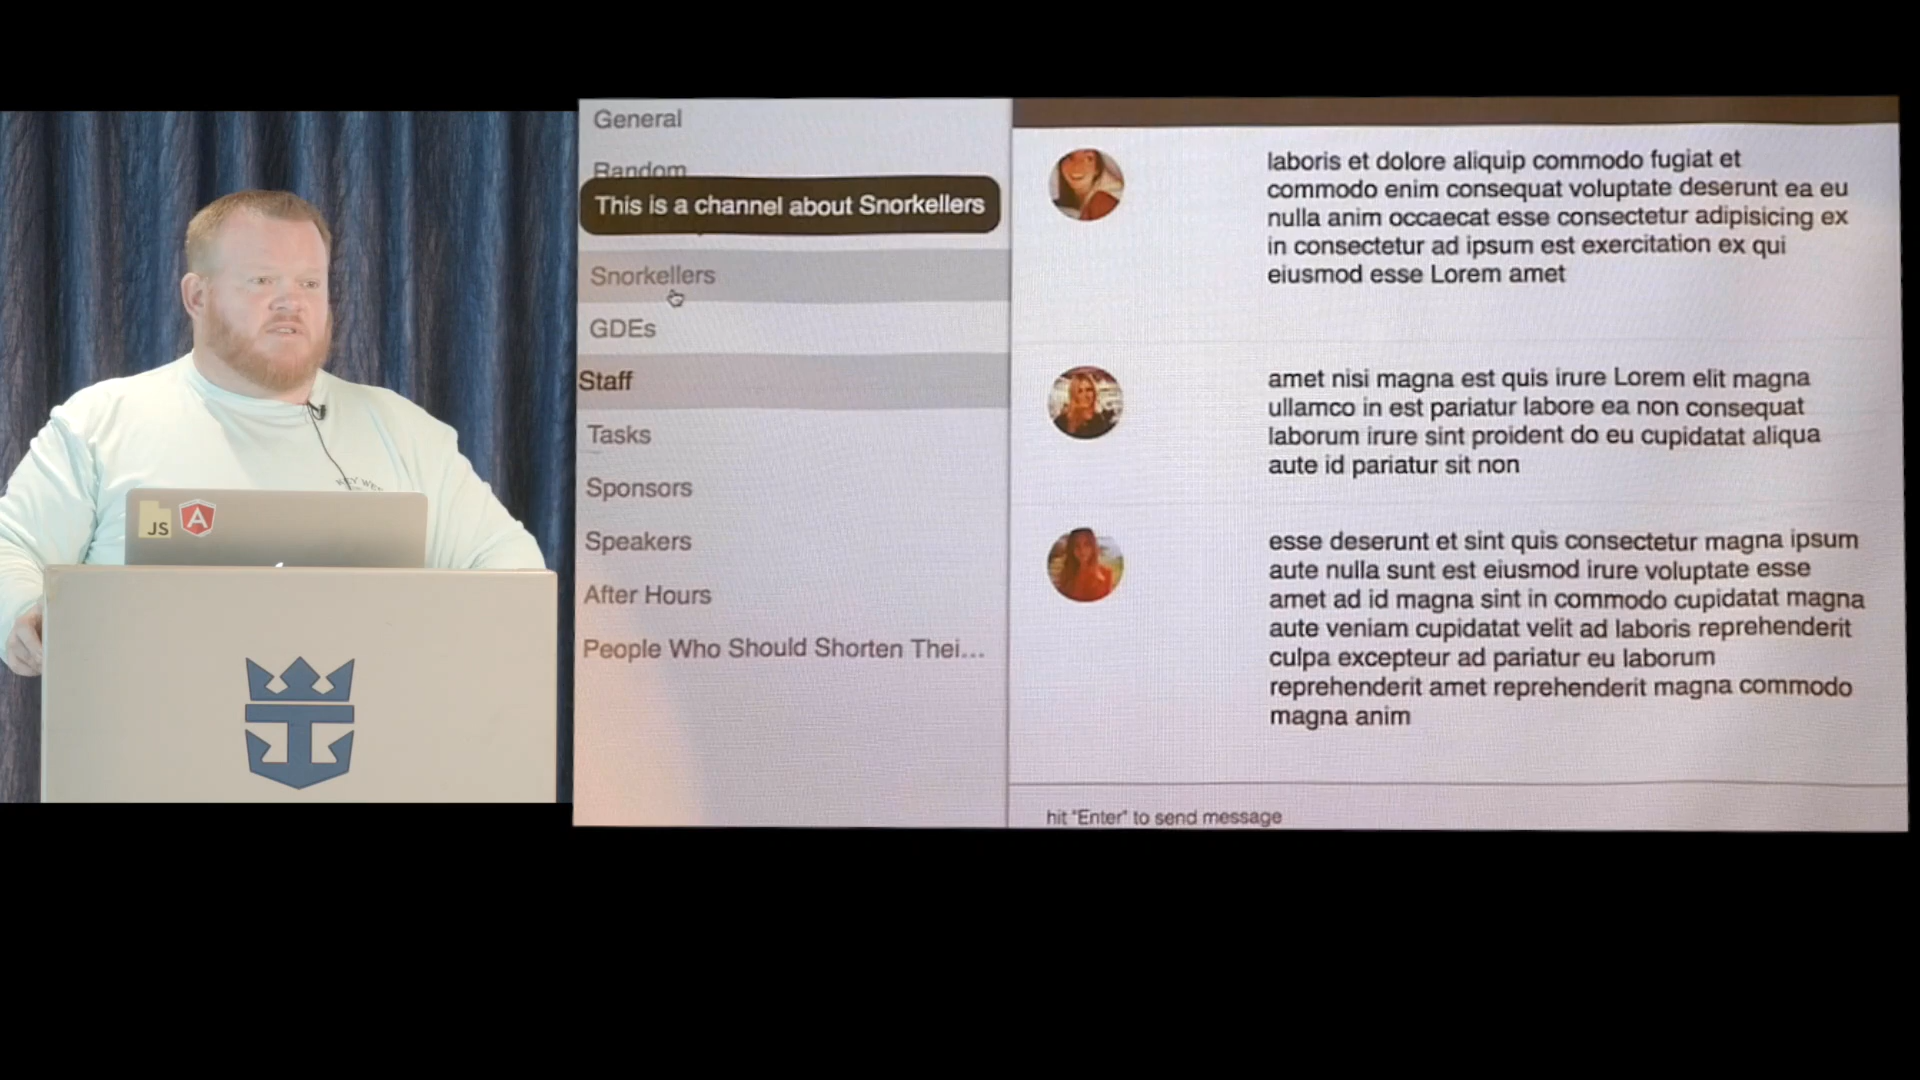 General
Random
This is a channel about Snorkellers
Snorkellers
GDEs
Staff
Tasks
Sponsors
Speakers
After Hours
People Who Should Shorten Thei...
laboris et dolore aliquip commodo fugiat et
commodo enim consequat voluptate deserunt ea eu
nulla anim occaecat esse consectetur adipisicing ex
in consectetur ad ipsum est exercitation ex qui
eiusmod esse Lorem amet
amet nisi magna est quis irure Lorem elit magna
ullamco in est pariatur labore ea non consequat
laborum irure sint proident do eu cupidatat aliqua
aute id pariatur sit non
esse deserunt et sint quis consectetur magna ipsum
aute nulla sunt est eiusmod irure voluptate esse
amet ad id magna sint in commodo cupidatat magna
aute veniam cupidatat velit ad laboris reprehenderit
culpa excepteur ad pariatur eu laborum
reprehenderit amet reprehenderit magna commodo
magna anim
hit "Enter" to send message
JS
A